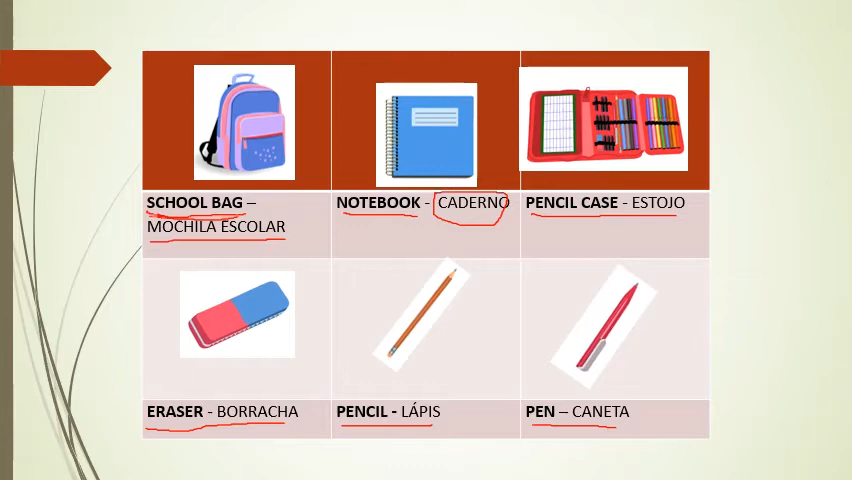 SCHOOL BAG –
MOCHILA ESCOLAR
NOTEBOOK - CADERNO
PENCIL CASE - ESTOJO
ERASER - BORRACHA
PENCIL - LÁPIS
PEN – CANETA